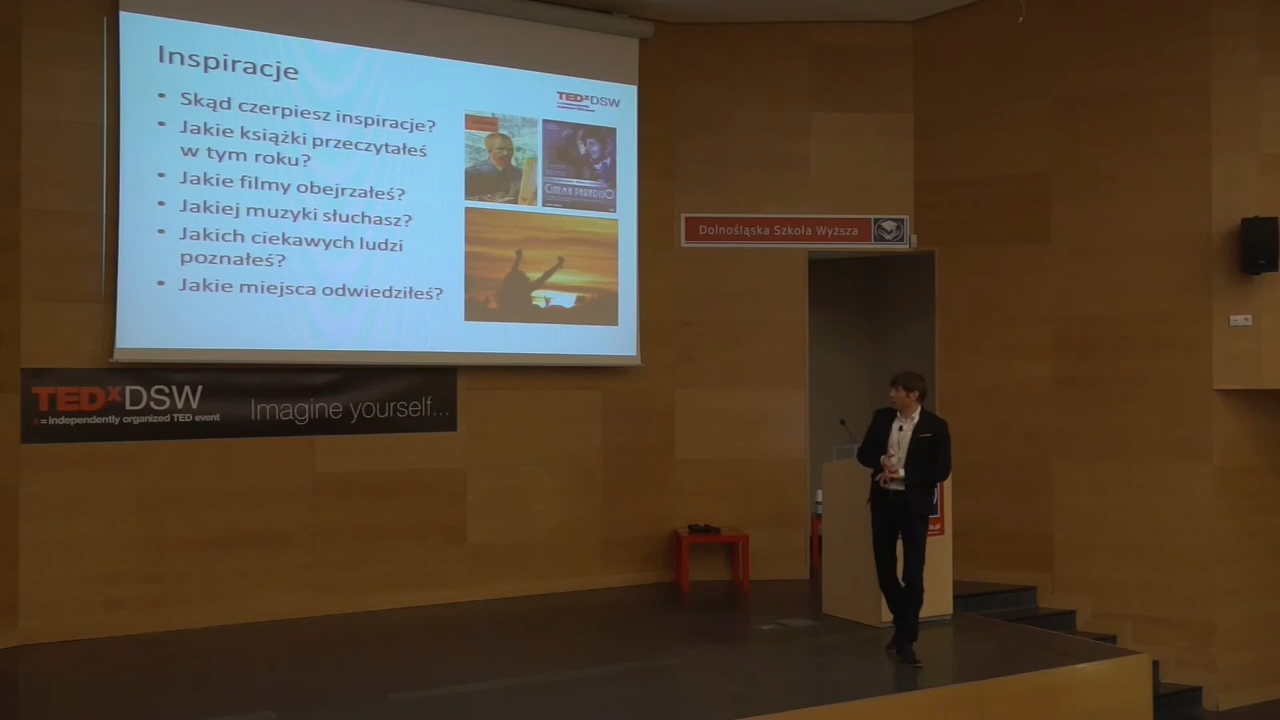 Inspiracje
TEDxDSW
• Skąd czerpiesz inspiracje?
• Jakie książki przeczytałeś
w tym roku?
• Jakie filmy obejrzałeś?
• Jakiej muzyki słuchasz?
• Jakich ciekawych ludzi
poznałeś?
• Jakie miejsca odwiedziłeś?
CINEMA PARADISO
Dolnośląska Szkoła Wyższa
TEDxDSW
x = independently organized TED event
Imagine yourself...